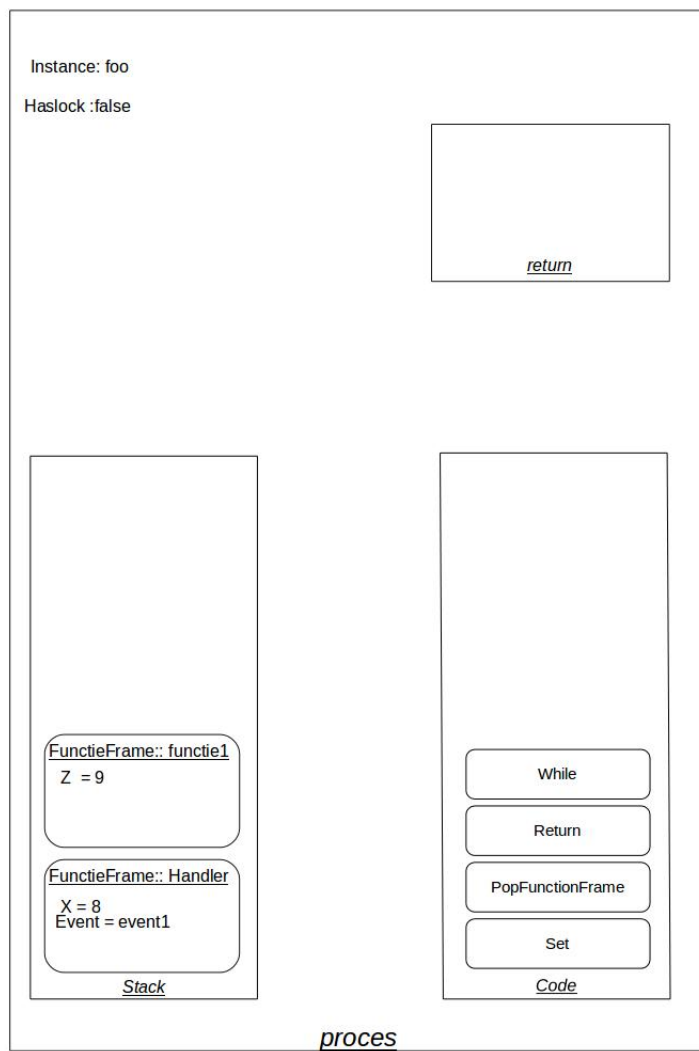 Instance: foo
Haslock :false
return
FunctieFrame:: functie1
Z = 9
FunctieFrame:: Handler
X = 8
Event = event1
Stack
While
Return
PopFunctionFrame
Set
Code
proces